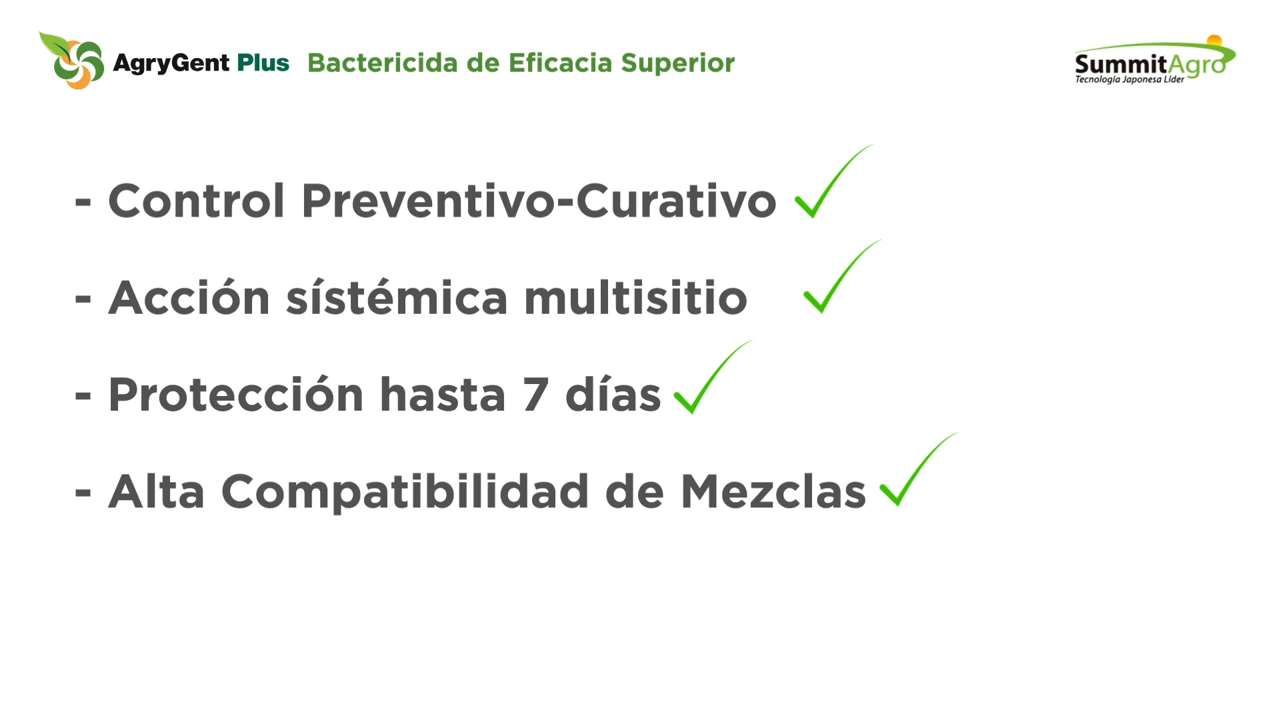 AgryGent Plus Bactericida de Eficacia Superior
SummitAgro
Tecnología Japonesa Líder
- Control Preventivo-Curativo
- Acción sístémica multisitio
- Protección hasta 7 días
- Alta Compatibilidad de Mezclas